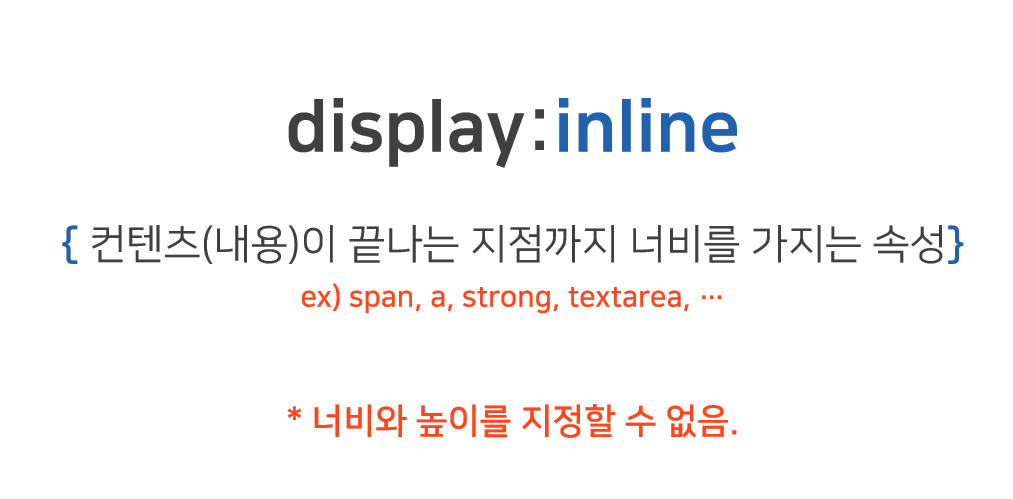 display:inline
{ 컨텐츠(내용)이 끝나는 지점까지 너비를 가지는 속성}
ex) span, a, strong, textarea, ···
* 너비와 높이를 지정할 수 없음.